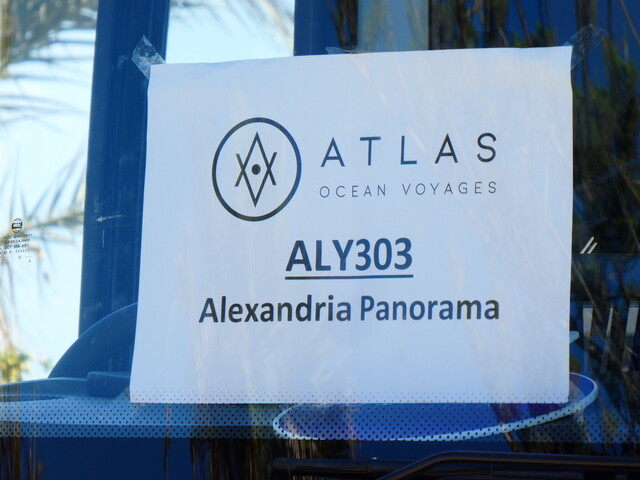 ATLAS
OCEAN VOYAGES
ALY303
Alexandria Panorama